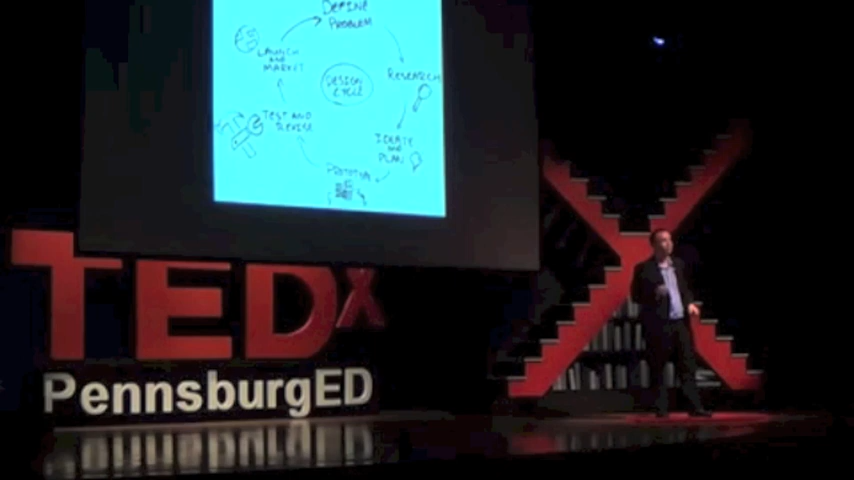 DEFINE
PROBLEM
RESEARCH
IDEATE
AND
PLAN
PROTOTYPE
TEST AND
REVISE
LAUNCH
AND
MARKET
DESIGN
CYCLE
TEDx
PennsburgED